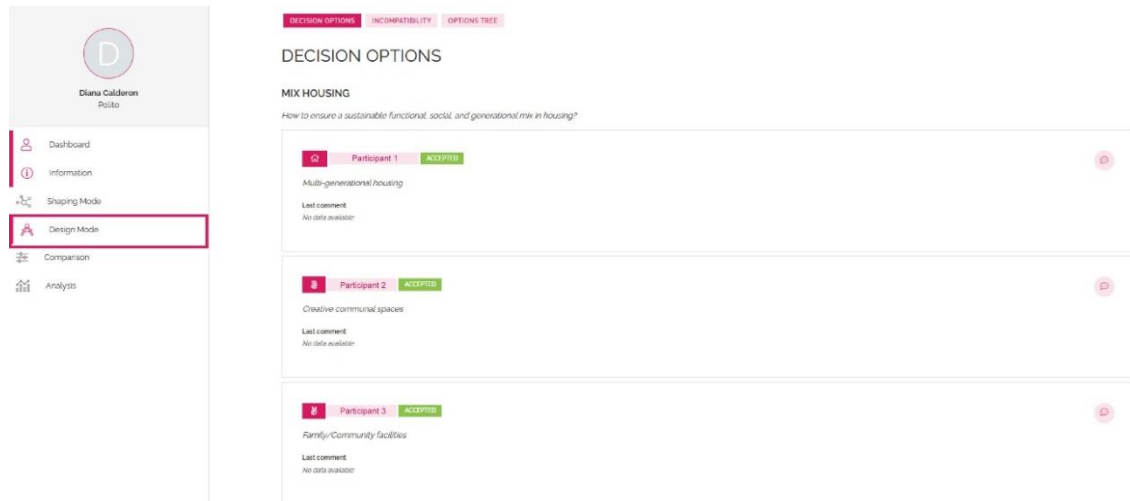 D
Diana Calderon
Polito
Dashboard
Information
Shaping Mode
Design Mode
Comparison
Analysis
DECISION OPTIONS INCOMPATIBILITY OPTIONS TREE
DECISION OPTIONS
MIX HOUSING
How to ensure a sustainable functional, social, and generational mix in housing?
Participant 1 ACCEPTED
Multi-generational housing
Last comment
No data available
Participant 2 ACCEPTED
Creative communal spaces
Last comment
No data available
Participant 3 ACCEPTED
Family/Community facilities
Last comment
No data available